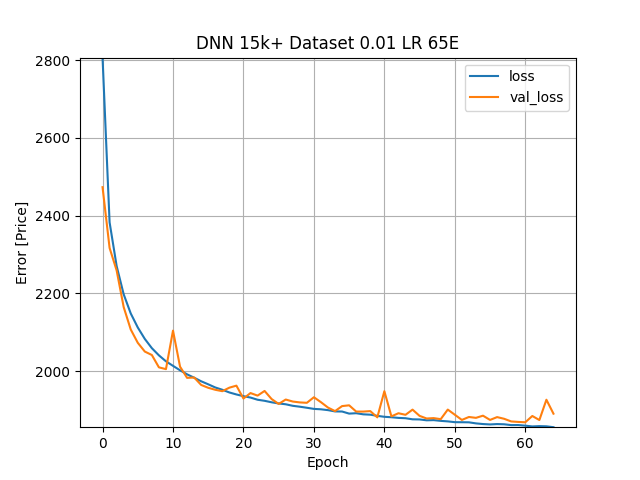 DNN 15k+ Dataset 0.01 LR 65E
loss
val_loss
2800
2600
2400
2200
2000
Error [Price]
0 10 20 30 40 50 60
Epoch